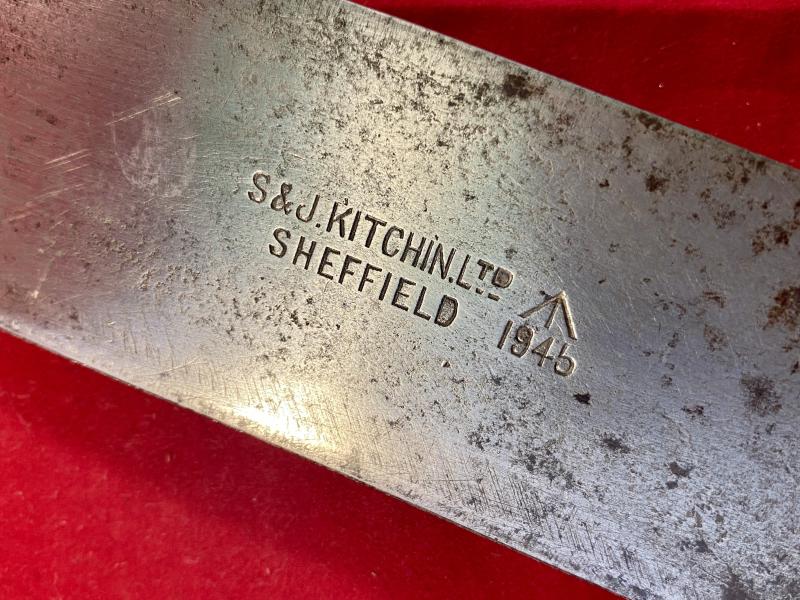 S & J. KITCHIN. LTD
SHEFFIELD
1945